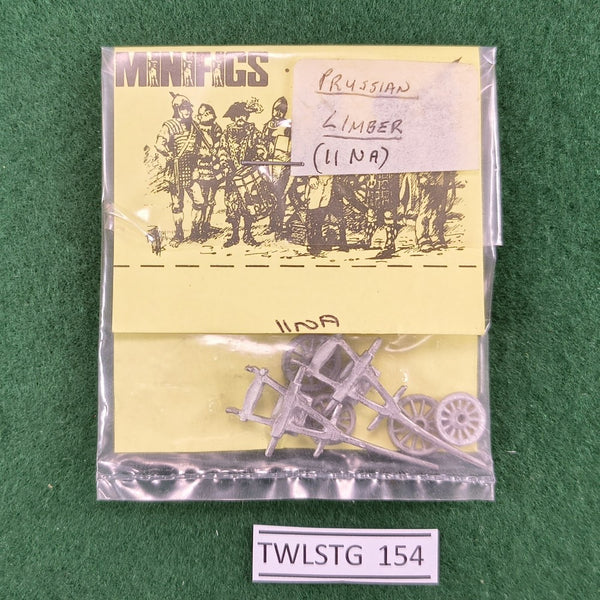 MINIFIGS
PRUSSIAN
LIMBER
(11 NA)
11NA
TWLSTG 154